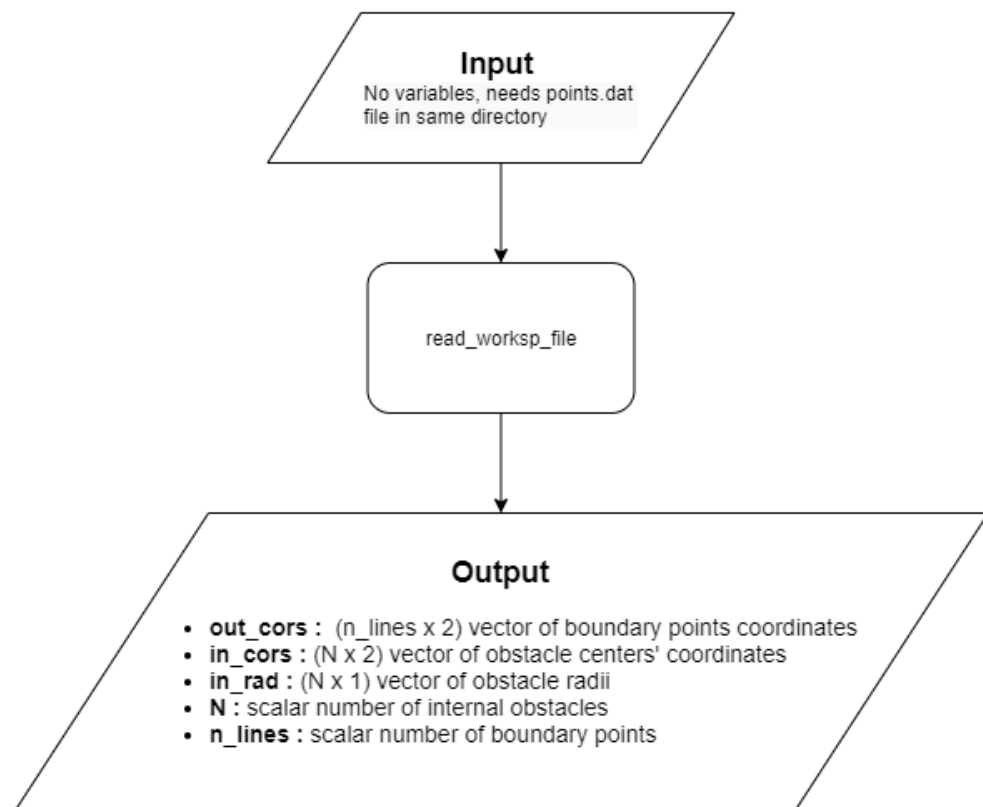 Input
No variables, needs points.dat
file in same directory
read_worksp_file
Output
• out_cors : (n_lines x 2) vector of boundary points coordinates
• in_cors : (N x 2) vector of obstacle centers' coordinates
• in_rad : (N x 1) vector of obstacle radii
• N : scalar number of internal obstacles
• n_lines : scalar number of boundary points